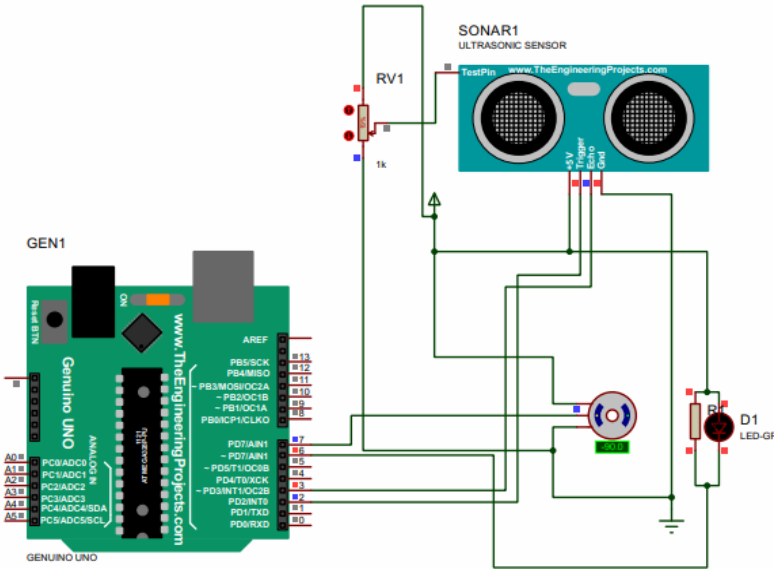 SONAR1
ULTRASONIC SENSOR
TestPin
www.TheEngineeringProjects.com
+5V
Trigger
Echo
Gnd
RV1
1k
GEN1
Reset BTN
ON
www.TheEngineeringProjects.com
Genuino UNO
ANALOG IN
AREF
PB5/SCK 13
PB4/MISO 12
~ PB3/MOSI/OC2A 11
~ PB2/OC1B 10
~ PB1/OC1A 9
PB0/ICP1/CLKO 8
PD7/AIN1 7
~ PD7/AIN1 6
~ PD5/T1/OC0B 5
PD4/T0/XCK 4
~ PD3/INT1/OC2B 3
PD2/INT0 2
PD1/TXD 1
PD0/RXD 0
A0 PC0/ADC0
A1 PC1/ADC1
A2 PC2/ADC2
A3 PC3/ADC3
A4 PC4/ADC4/SDA
A5 PC5/ADC5/SCL
GENUINO UNO
-90.0
D1